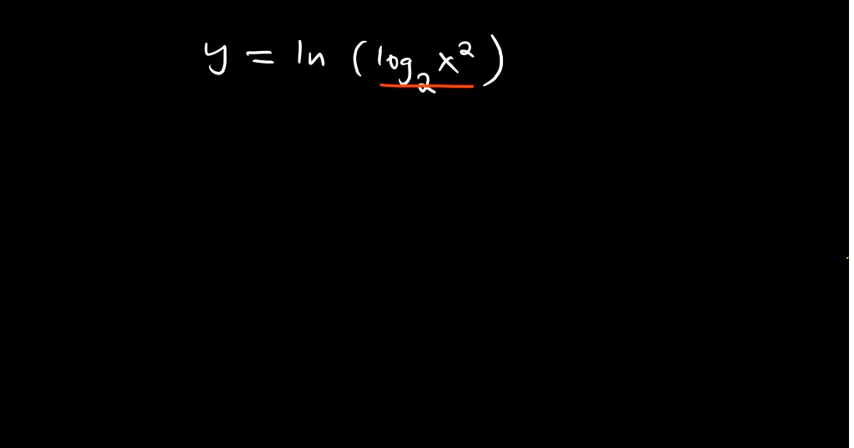 y = ln (log₂ x²)